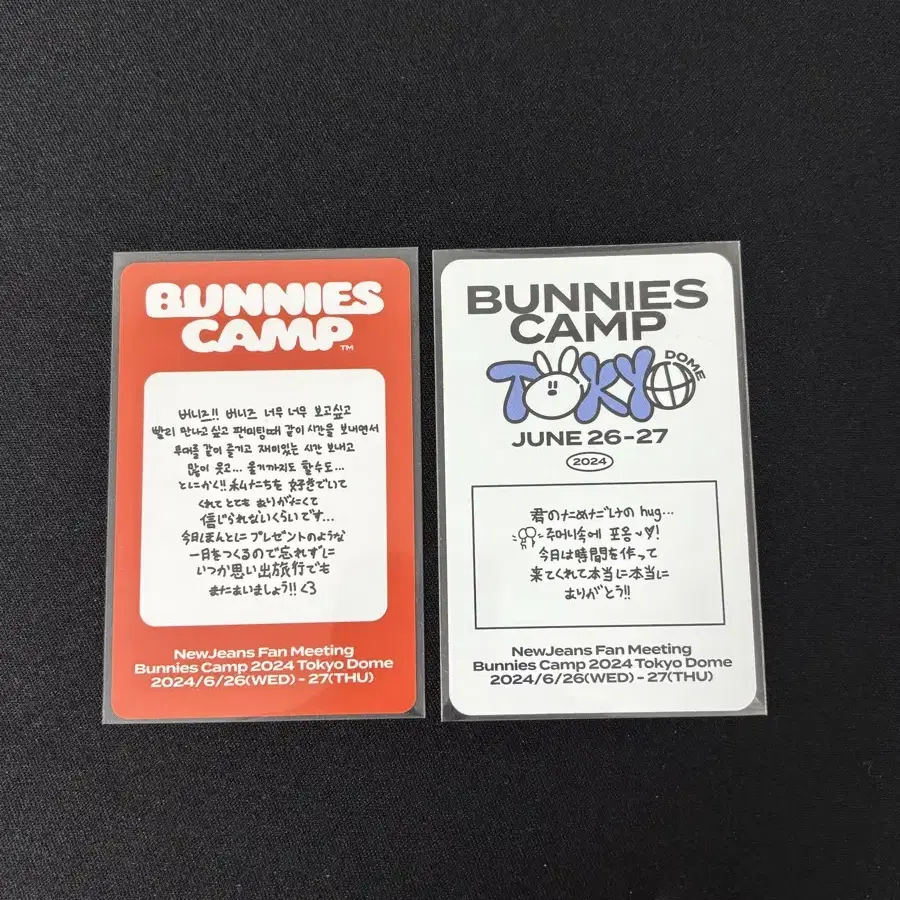 BUNNIES
CAMP
TM
버니즈!! 버니즈 너무 너무 보고싶고
빨리 만나고싶고 팬미팅때 같이 시간을 보내면서
무대를 같이 즐기고 재미있는 시간 보내고
많이 웃고... 울기까지도 할수도...
とにかく!! 私たちを 好きでいて
くれて とても ありがたくて
信じられないくらいです...
今日ほんとに プレゼントのような
一日をつくるので忘れずに
いつか思い出旅行でも
またあいましょう!! <3
NewJeans Fan Meeting
Bunnies Camp 2024 Tokyo Dome
2024/6/26(WED) - 27(THU)
BUNNIES
CAMP
TOKYO
DOME
JUNE 26-27
2024
君のためだけの hug...
주머니속에 포옹~♡!
今日は時間を作って
来てくれて本当に本当に
ありがとう!!
NewJeans Fan Meeting
Bunnies Camp 2024 Tokyo Dome
2024/6/26(WED) - 27(THU)